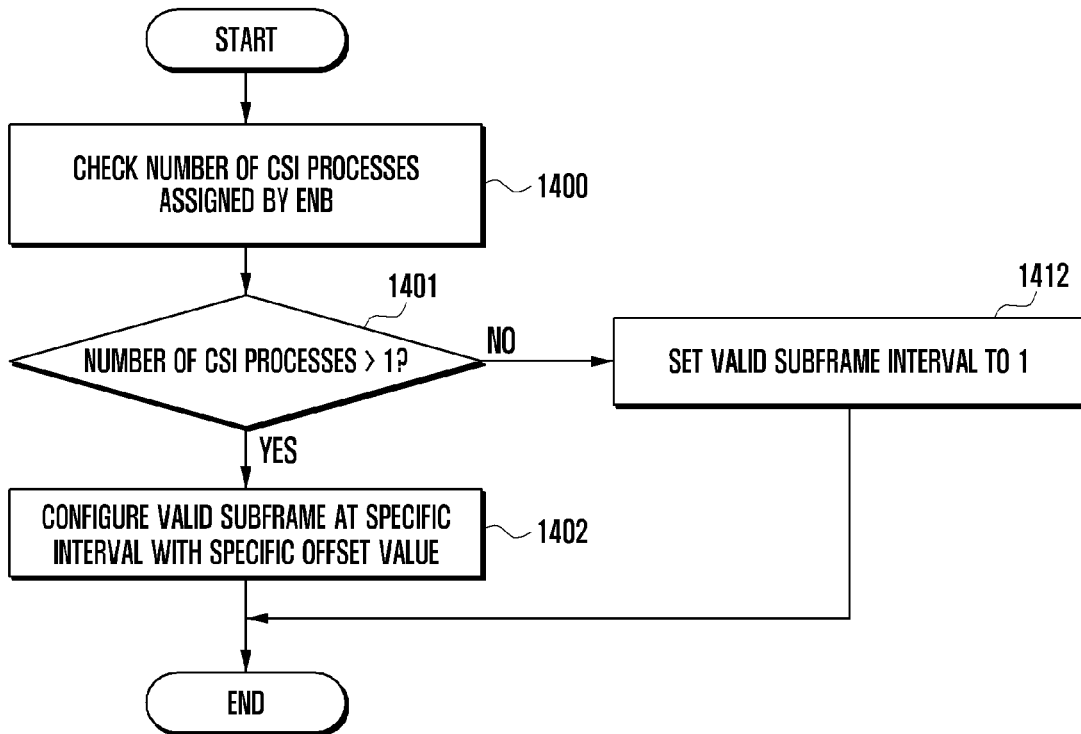 START
CHECK NUMBER OF CSI PROCESSES
ASSIGNED BY ENB
1400
1401
NUMBER OF CSI PROCESSES > 1?
NO
1412
SET VALID SUBFRAME INTERVAL TO 1
YES
CONFIGURE VALID SUBFRAME AT SPECIFIC
INTERVAL WITH SPECIFIC OFFSET VALUE
1402
END